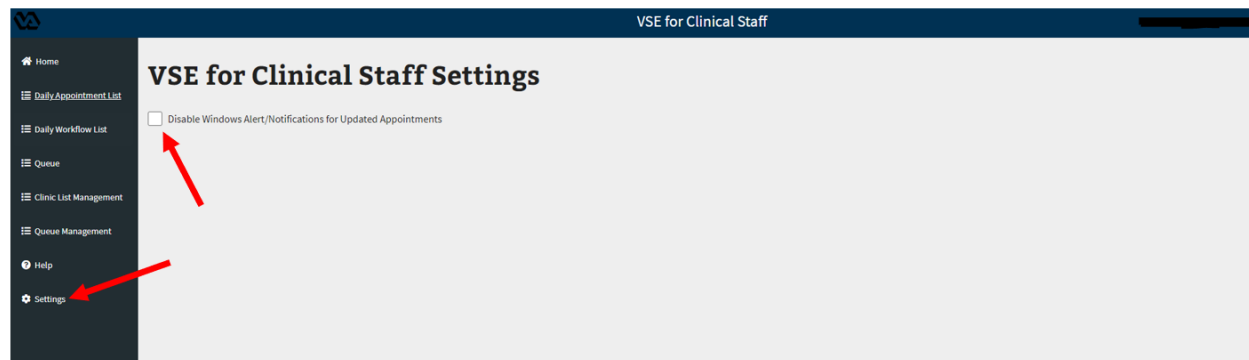 VA
VSE for Clinical Staff
Home
Daily Appointment List
Daily Workflow List
Queue
Clinic List Management
Queue Management
Help
Settings
VSE for Clinical Staff Settings
Disable Windows Alert/Notifications for Updated Appointments